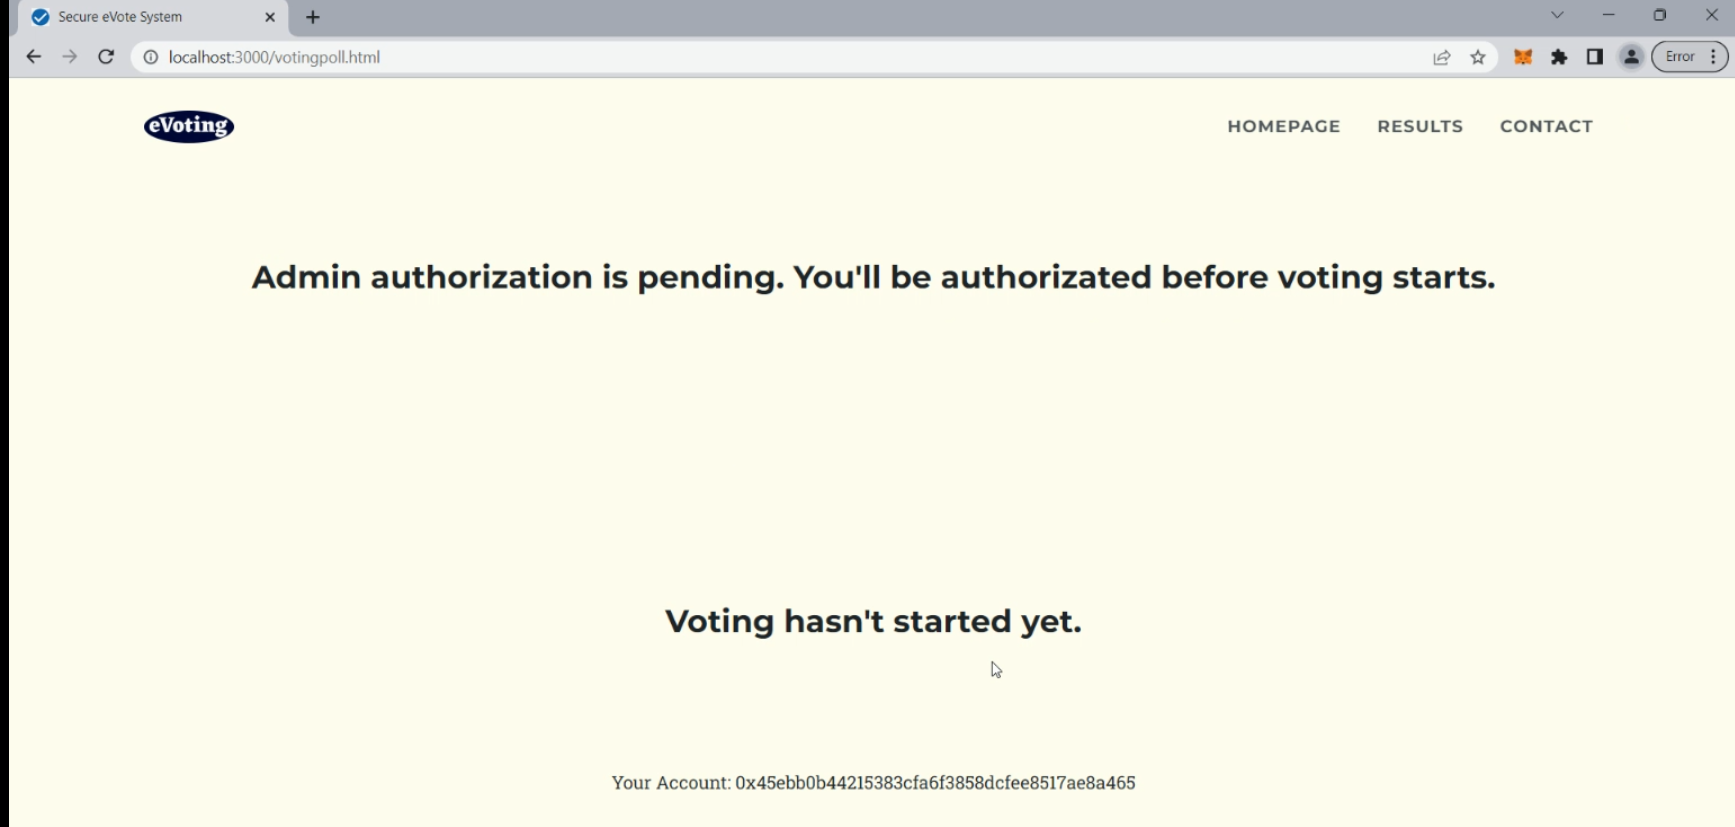 Secure eVote System
localhost:3000/votingpoll.html
Error
eVoting
HOMEPAGE RESULTS CONTACT
Admin authorization is pending. You'll be authorizated before voting starts.
Voting hasn't started yet.
Your Account: 0x45ebb0b44215383cfa6f3858dcfee8517ae8a465